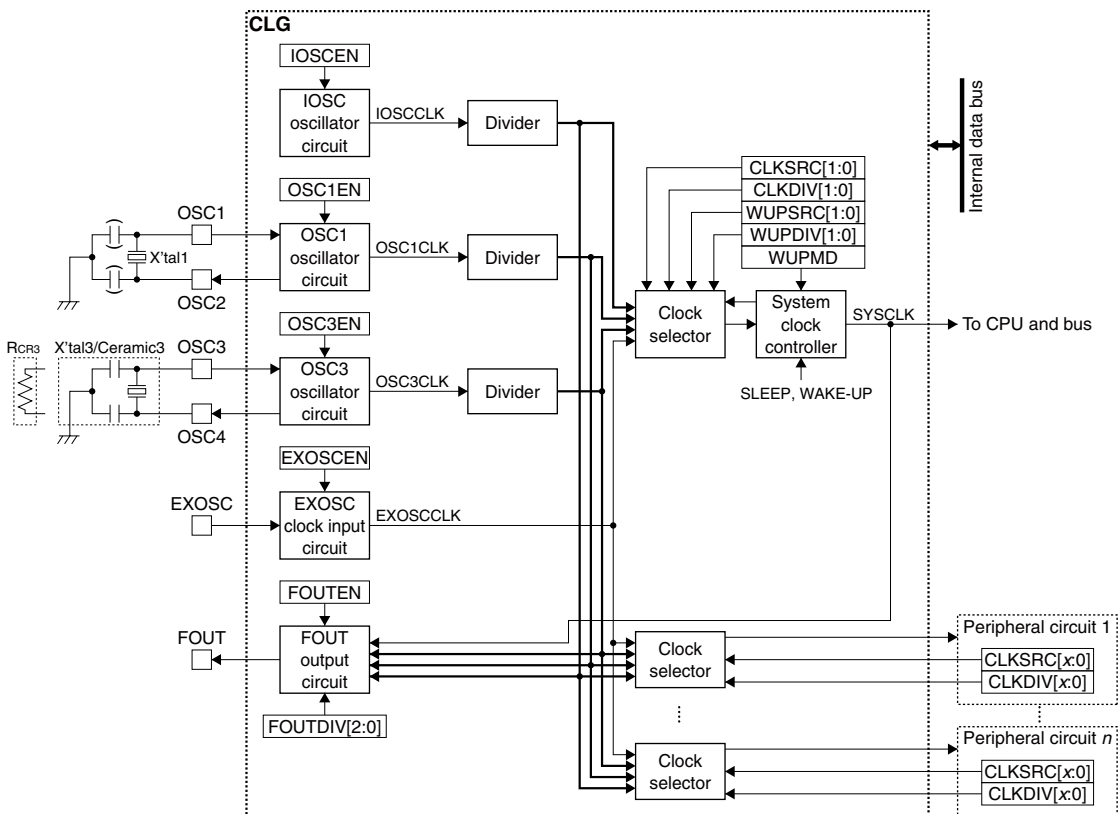 CLG
IOSCEN
IOSC
oscillator
circuit
IOSCCLK
Divider
Internal data bus
CLKSRC[1:0]
CLKDIV[1:0]
WUPSRC[1:0]
WUPDIV[1:0]
WUPMD
OSC1EN
OSC1
OSC1
oscillator
circuit
OSC1CLK
Divider
X'tal1
OSC2
Clock
selector
System
clock
controller
SYSCLK
To CPU and bus
SLEEP, WAKE-UP
OSC3EN
RCR3
X'tal3/Ceramic3
OSC3
OSC3
oscillator
circuit
OSC3CLK
Divider
OSC4
EXOSCEN
EXOSC
EXOSC
clock input
circuit
EXOSCCLK
FOUTEN
FOUT
FOUT
output
circuit
FOUTDIV[2:0]
Clock
selector
Peripheral circuit 1
CLKSRC[x:0]
CLKDIV[x:0]
Clock
selector
Peripheral circuit n
CLKSRC[x:0]
CLKDIV[x:0]